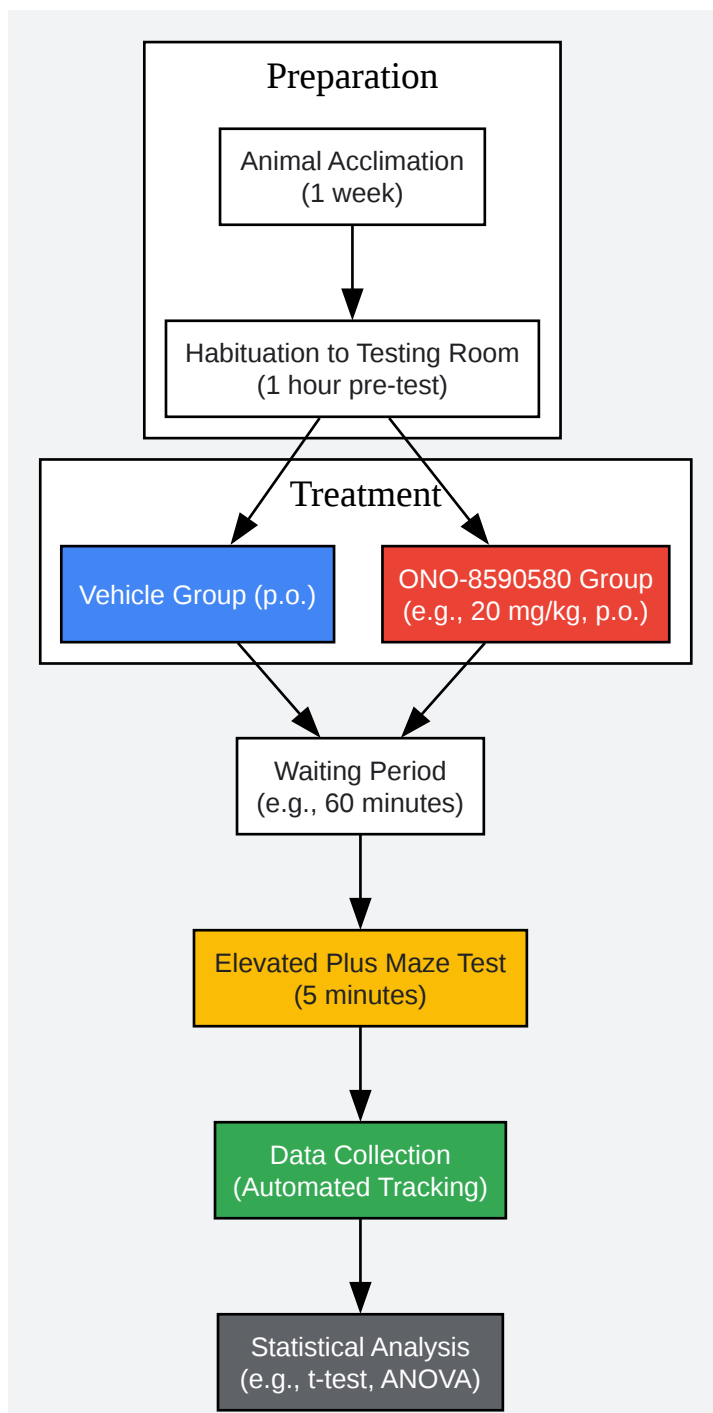 Preparation
Animal Acclimation
(1 week)
Habituation to Testing Room
(1 hour pre-test)
Treatment
Vehicle Group (p.o.)
ONO-8590580 Group
(e.g., 20 mg/kg, p.o.)
Waiting Period
(e.g., 60 minutes)
Elevated Plus Maze Test
(5 minutes)
Data Collection
(Automated Tracking)
Statistical Analysis
(e.g., t-test, ANOVA)